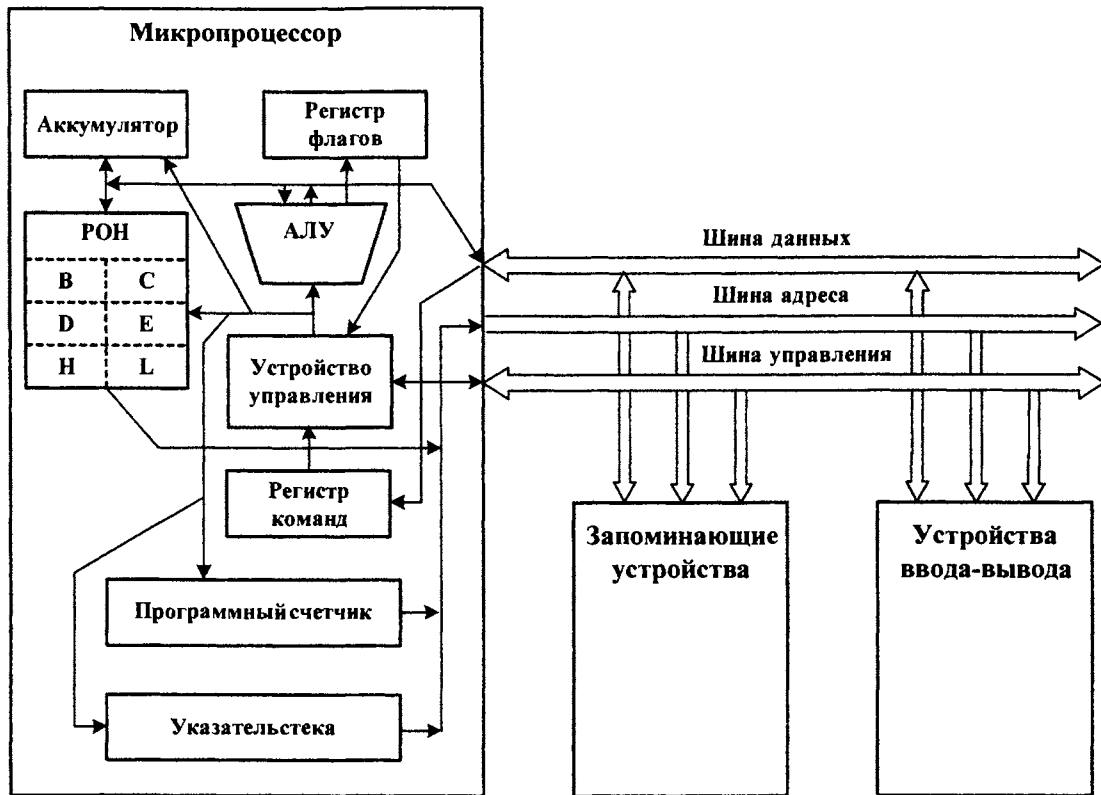 Микропроцессор
Аккумулятор
Регистр
флагов
РОН
B C
D E
H L
АЛУ
Устройство
управления
Регистр
команд
Программный счетчик
Указательстека
Шина данных
Шина адреса
Шина управления
Запоминающие
устройства
Устройства
ввода-вывода